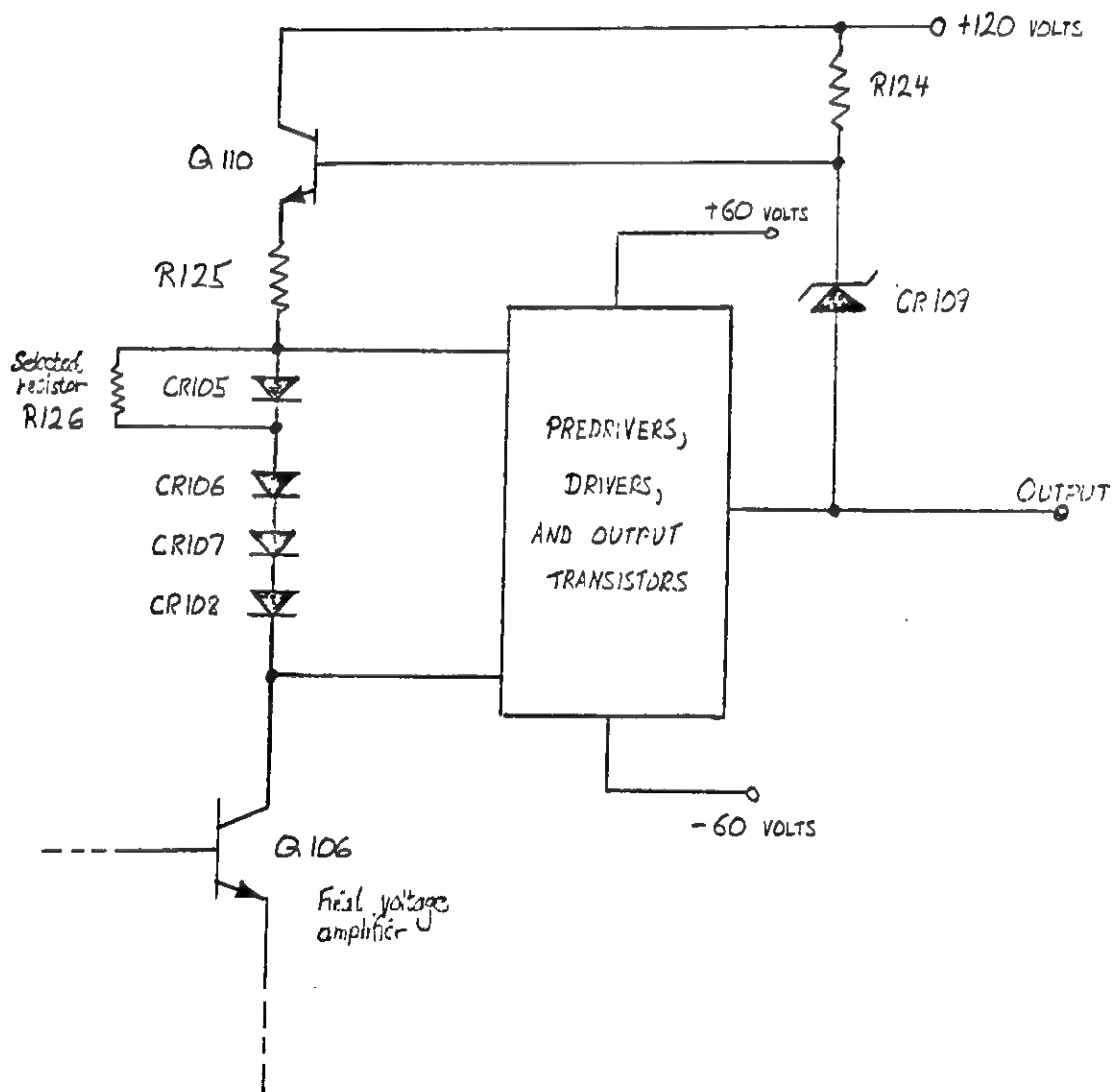 +120 VOLTS
R124
Q110
+60 VOLTS
R125
CR109
Selected
resistor
R126
CR105
PREDRIVERS,
DRIVERS,
AND OUTPUT
TRANSISTORS
CR106
OUTPUT
CR107
CR108
-60 VOLTS
Q106
Final voltage
amplifier